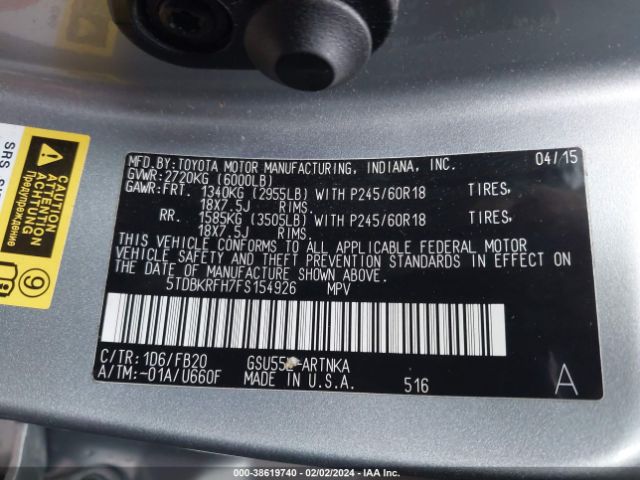 MFD.BY:TOYOTA MOTOR MANUFACTURING, INDIANA, INC. 04/15
GVWR:2720KG (6000LB)
GAWR:FRT 1340KG (2955LB) WITH P245/60R18 TIRES,
18X7.5J RIMS,
RR. 1585KG (3505LB) WITH P245/60R18 TIRES,
18X7.5J RIMS.
THIS VEHICLE CONFORMS TO ALL APPLICABLE FEDERAL MOTOR
VEHICLE SAFETY AND THEFT PREVENTION STANDARDS IN EFFECT ON
THE DATE OF MANUFACTURE SHOWN ABOVE.
5TDBKRFH7FS154926 MPV
C/TR: 1D6/FB20
A/TM: -01A/U660F
-ARTNKA
MADE IN U.S.A. 516
A
SRS
CAUTION
ACTUNG
ATTENTION
Предупреждение
9
00-38619740 - 02/02/2024 - IAA Inc.